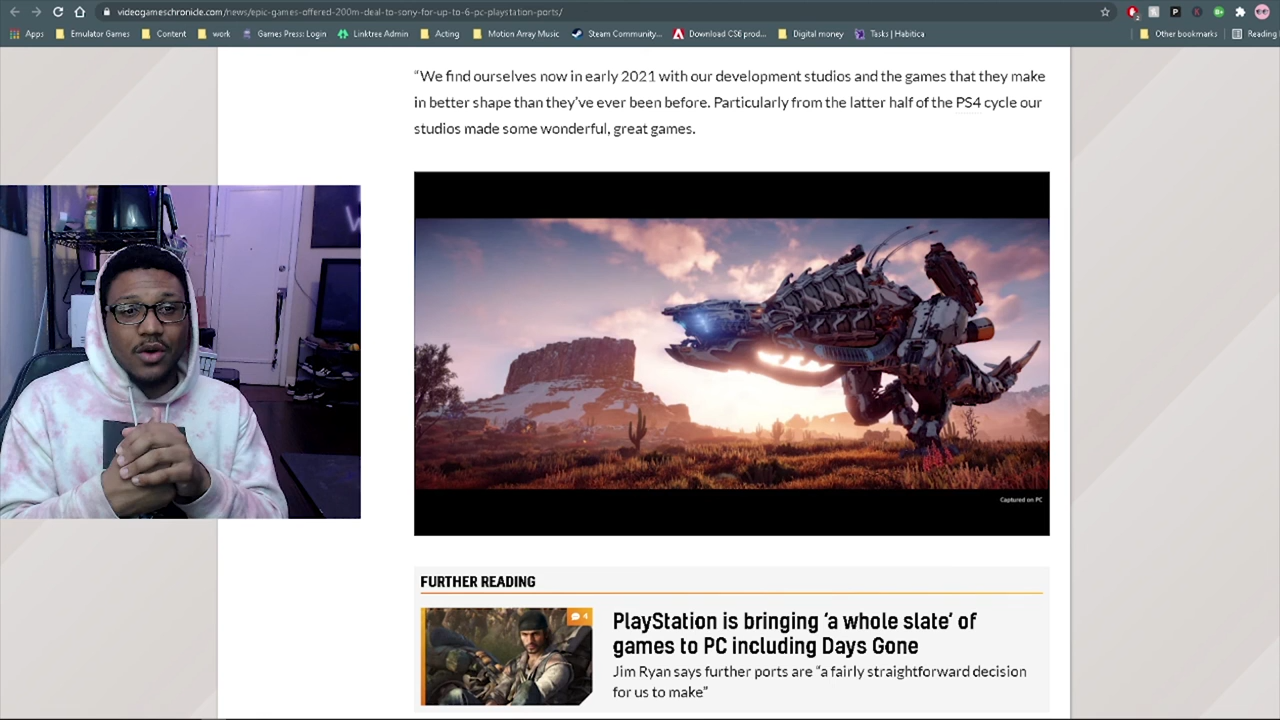 videogameschronicle.com/news/epic-games-offered-200m-deal-to-sony-for-up-to-6-pc-playstation-ports/
Apps Emulator Games Content work Games Press: Login Linktree Admin Acting Motion Array Music Steam Community... Download CS6 prod... Digital money Tasks | Habitica Other bookmarks Reading
“We find ourselves now in early 2021 with our development studios and the games that they make
in better shape than they’ve ever been before. Particularly from the latter half of the PS4 cycle our
studios made some wonderful, great games.
Captured on PC
FURTHER READING
4
PlayStation is bringing ‘a whole slate’ of
games to PC including Days Gone
Jim Ryan says further ports are “a fairly straightforward decision
for us to make”